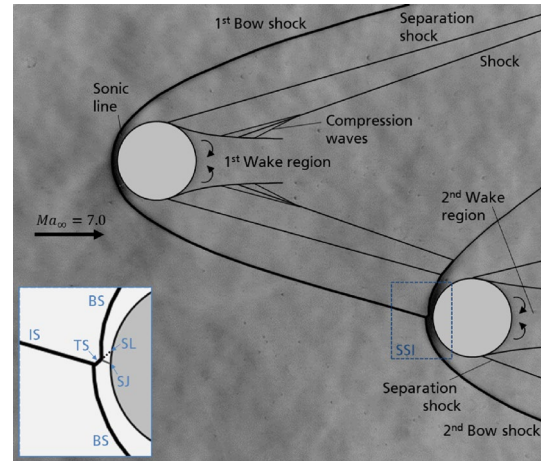 1st Bow shock
Separation
shock
Shock
Sonic
line
Compression
waves
1st Wake region
Ma∞ = 7.0
2nd Wake
region
BS
IS
TS
SL
SJ
BS
SSI
Separation
shock
2nd Bow shock